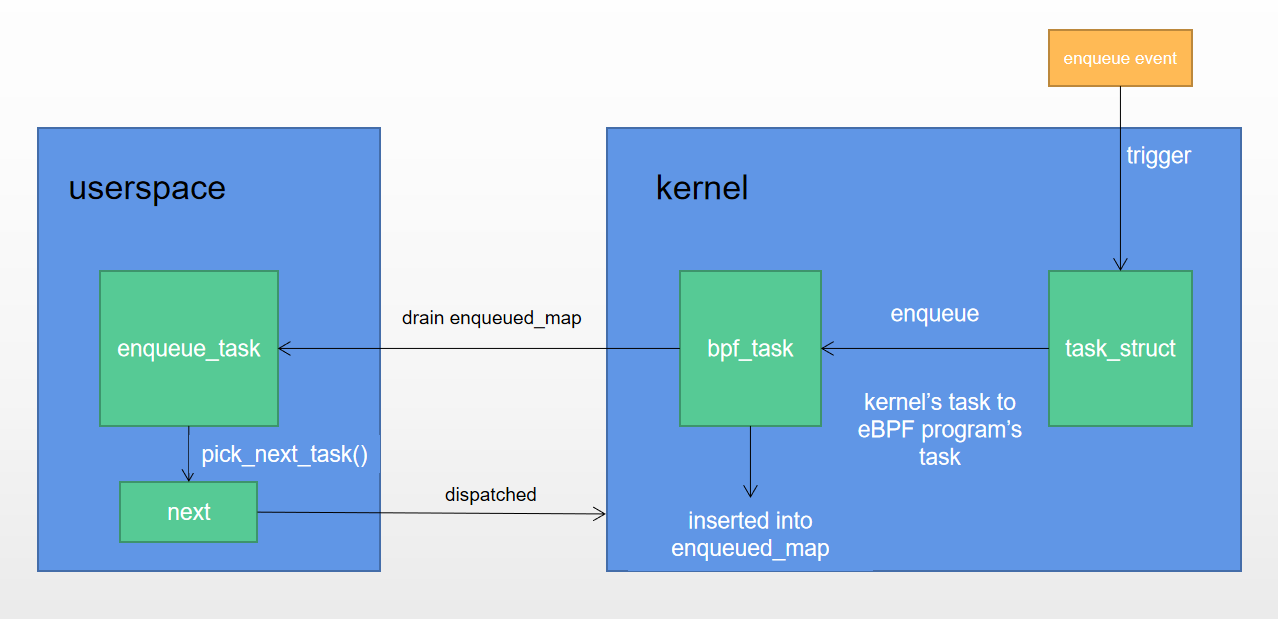 enqueue event
trigger
userspace
kernel
enqueue_task
drain enqueued_map
bpf_task
enqueue
task_struct
kernel’s task to
eBPF program’s
task
pick_next_task()
next
dispatched
inserted into
enqueued_map